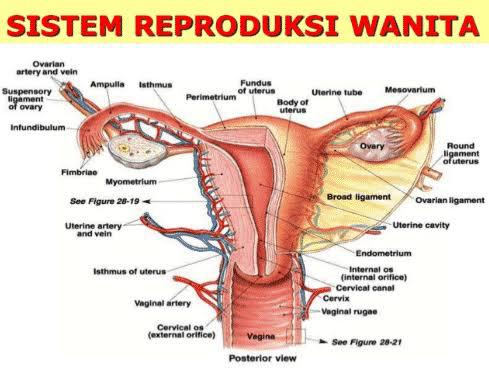 SISTEM REPRODUKSI WANITA
Ovarian
artery and vein
Suspensory
ligament
of ovary
Infundibulum
Ampulla
Isthmus
Perimetrium
Fundus
of uterus
Body of
uterus
Uterine tube
Mesovarium
Ovary
Round
ligament
of uterus
Fimbriae
Myometrium
See Figure 28-19
Broad ligament
Ovarian ligament
Uterine artery
and vein
Uterine cavity
Endometrium
Isthmus of uterus
Internal os
(internal orifice)
Cervical canal
Cervix
Vaginal artery
Vaginal rugae
Cervical os
(external orifice)
Vagina
See Figure 28-21
Posterior view